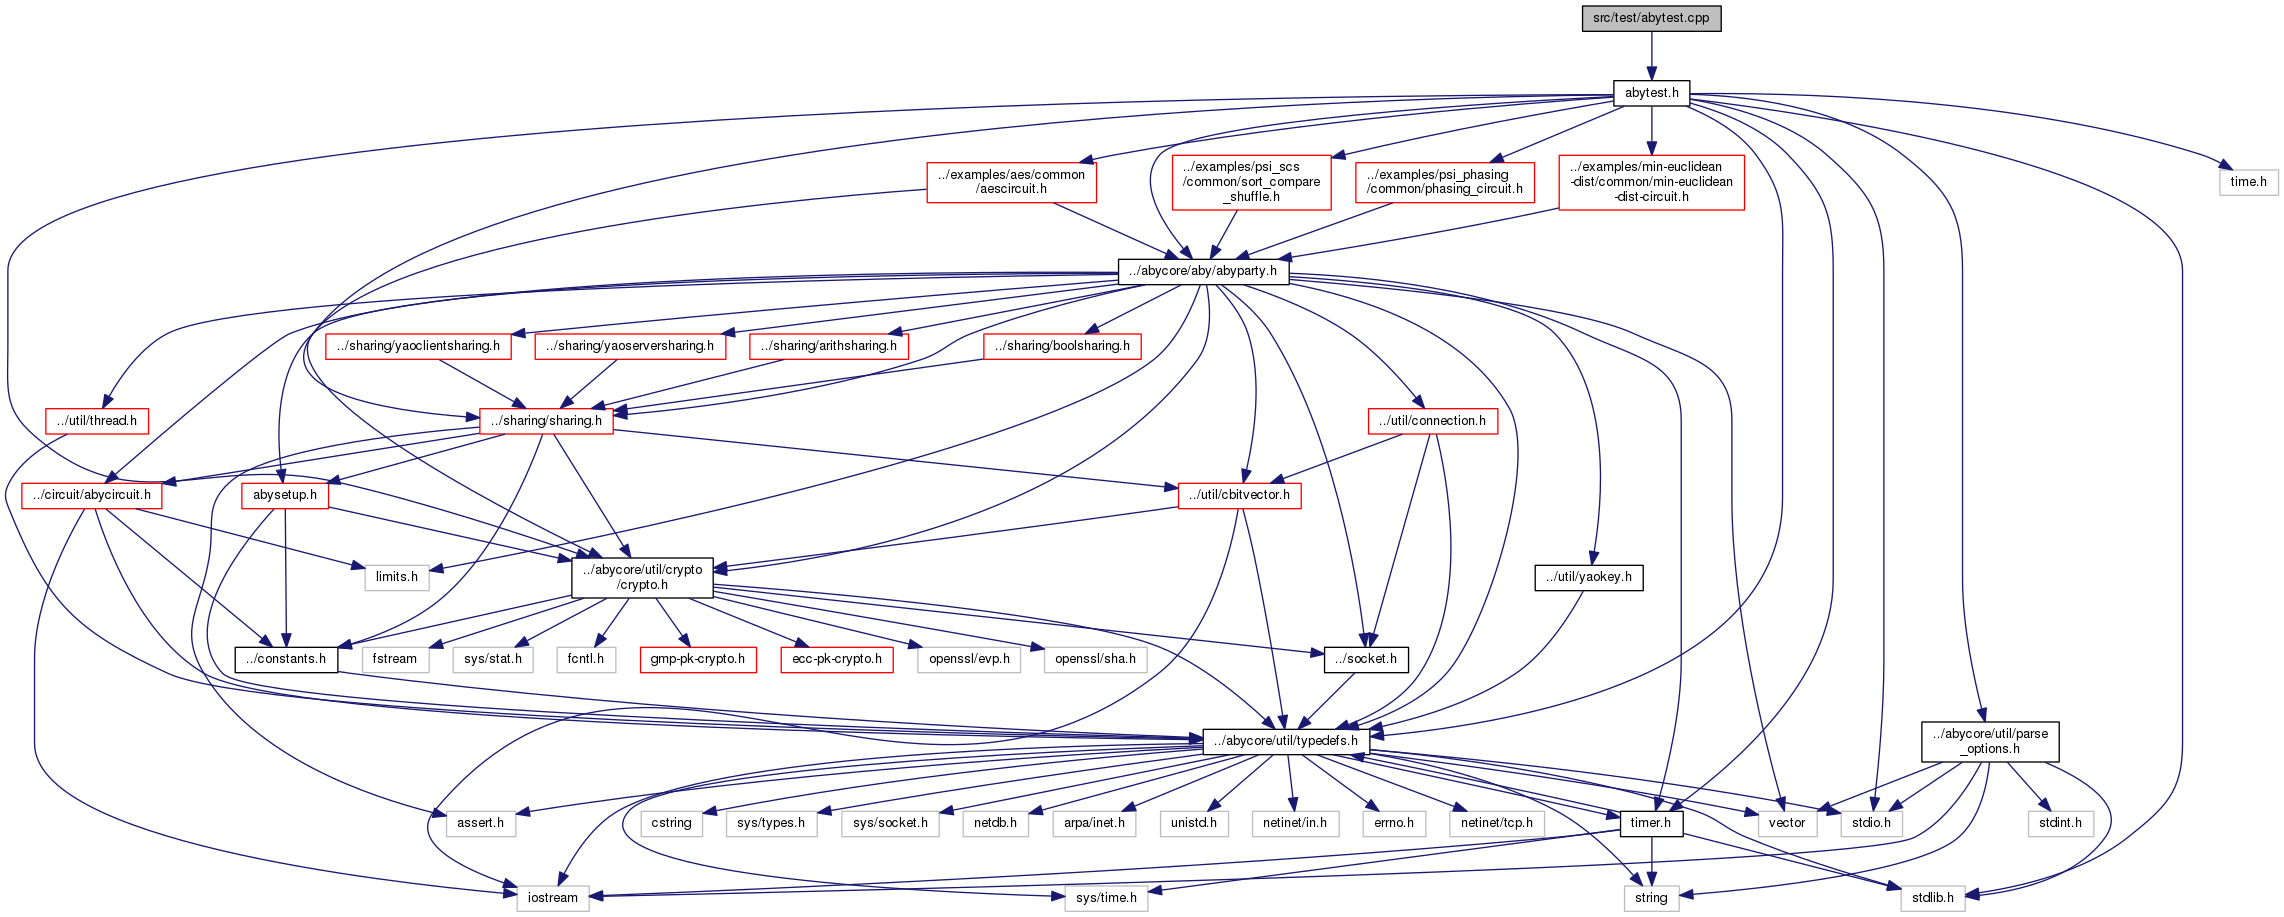 src/test/abytest.cpp
abytest.h
../examples/aes/common
/aescircuit.h
../examples/psi_scs
/common/sort_compare
_shuffle.h
../examples/psi_phasing
/common/phasing_circuit.h
../examples/min-euclidean
-dist/common/min-euclidean
-dist-circuit.h
time.h
../abycore/aby/abyparty.h
../sharing/yaoclientsharing.h
../sharing/yaoserversharing.h
../sharing/arithsharing.h
../sharing/boolsharing.h
../util/thread.h
../sharing/sharing.h
../util/connection.h
../circuit/abycircuit.h
abysetup.h
../util/cbitvector.h
limits.h
../abycore/util/crypto
/crypto.h
../util/yaokey.h
../constants.h
fstream
sys/stat.h
fcntl.h
gmp-pk-crypto.h
ecc-pk-crypto.h
openssl/evp.h
openssl/sha.h
../socket.h
../abycore/util/typedefs.h
../abycore/util/parse
_options.h
assert.h
cstring
sys/types.h
sys/socket.h
netdb.h
arpa/inet.h
unistd.h
netinet/in.h
errno.h
netinet/tcp.h
timer.h
vector
stdio.h
stdint.h
iostream
sys/time.h
string
stdlib.h